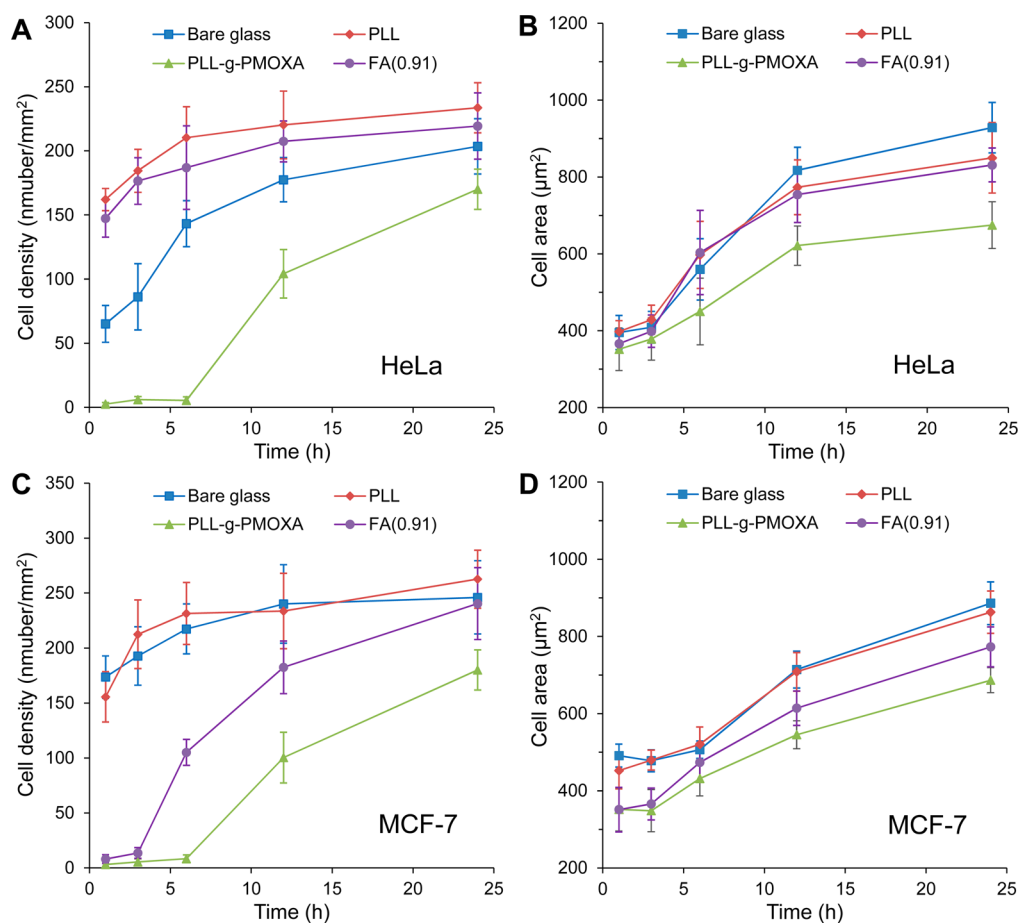 A
Cell density (nmuber/mm²)
300
250
200
150
100
50
0
Bare glass PLL
PLL-g-PMOXA FA(0.91)
HeLa
0 5 10 15 20 25
Time (h)
B
Cell area (μm²)
1200
1000
800
600
400
200
Bare glass PLL
PLL-g-PMOXA FA(0.91)
HeLa
0 5 10 15 20 25
Time (h)
C
Cell density (nmuber/mm²)
350
300
250
200
150
100
50
0
Bare glass PLL
PLL-g-PMOXA FA(0.91)
MCF-7
0 5 10 15 20 25
Time (h)
D
Cell area (μm²)
1200
1000
800
600
400
200
Bare glass PLL
PLL-g-PMOXA FA(0.91)
MCF-7
0 5 10 15 20 25
Time (h)